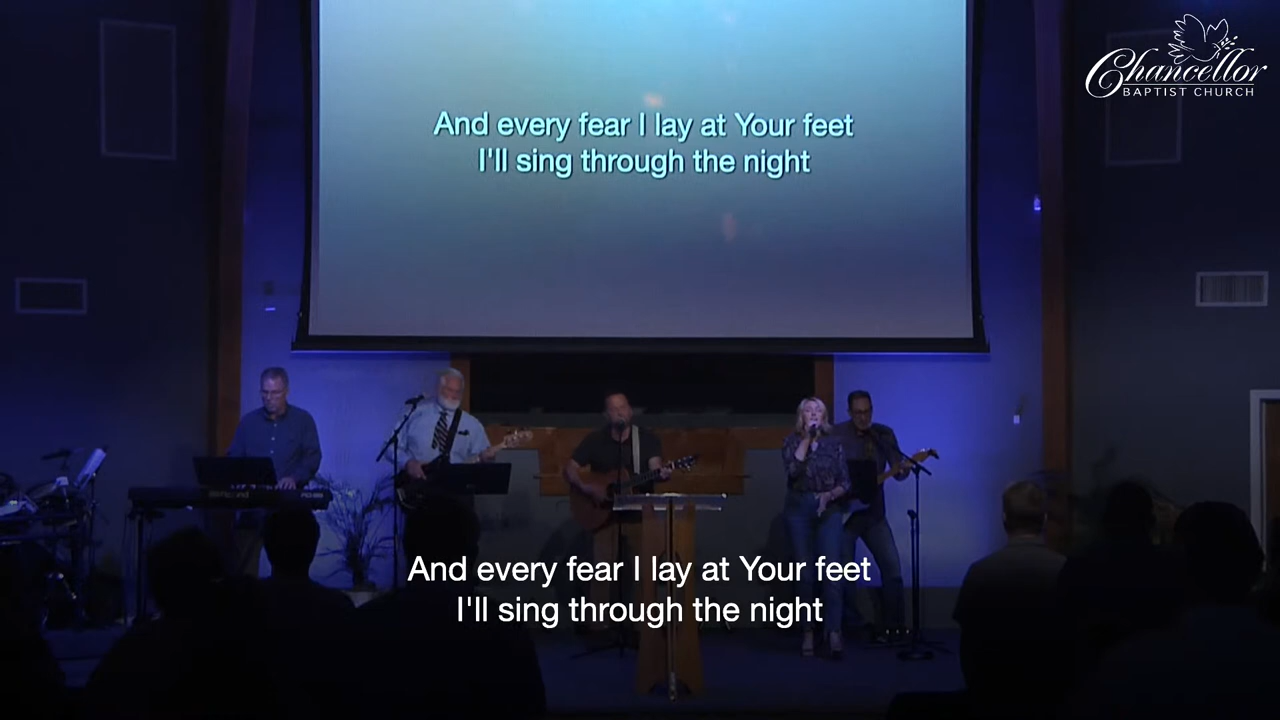 Chancellor
BAPTIST CHURCH
And every fear I lay at Your feet
I'll sing through the night
And every fear I lay at Your feet
I'll sing through the night